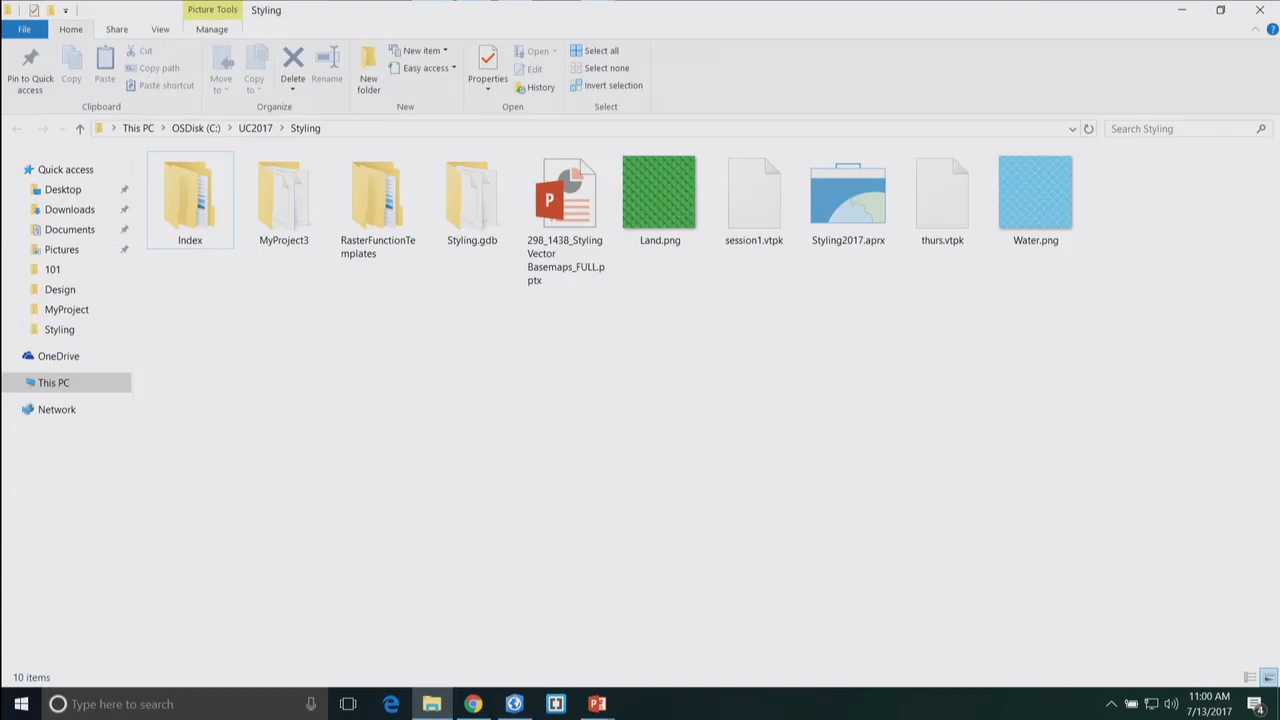 Picture Tools Styling
File Home Share View Manage
Pin to Quick access
Copy
Paste
Cut
Copy path
Paste shortcut
Clipboard
Move to
Copy to
Delete
Rename
Organize
New folder
New item
Easy access
New
Properties
Open
Edit
History
Open
Select all
Select none
Invert selection
Select
This PC > OSDisk (C:) > UC2017 > Styling
Search Styling
Quick access
Desktop
Downloads
Documents
Pictures
101
Design
MyProject
Styling
OneDrive
This PC
Network
Index
MyProject3
RasterFunctionTe
mplates
Styling.gdb
298_1438_Styling
Vector
Basemaps_FULL.p
ptx
Land.png
session1.vtpk
Styling2017.aprx
thurs.vtpk
Water.png
10 items
Type here to search
11:00 AM
7/13/2017
4